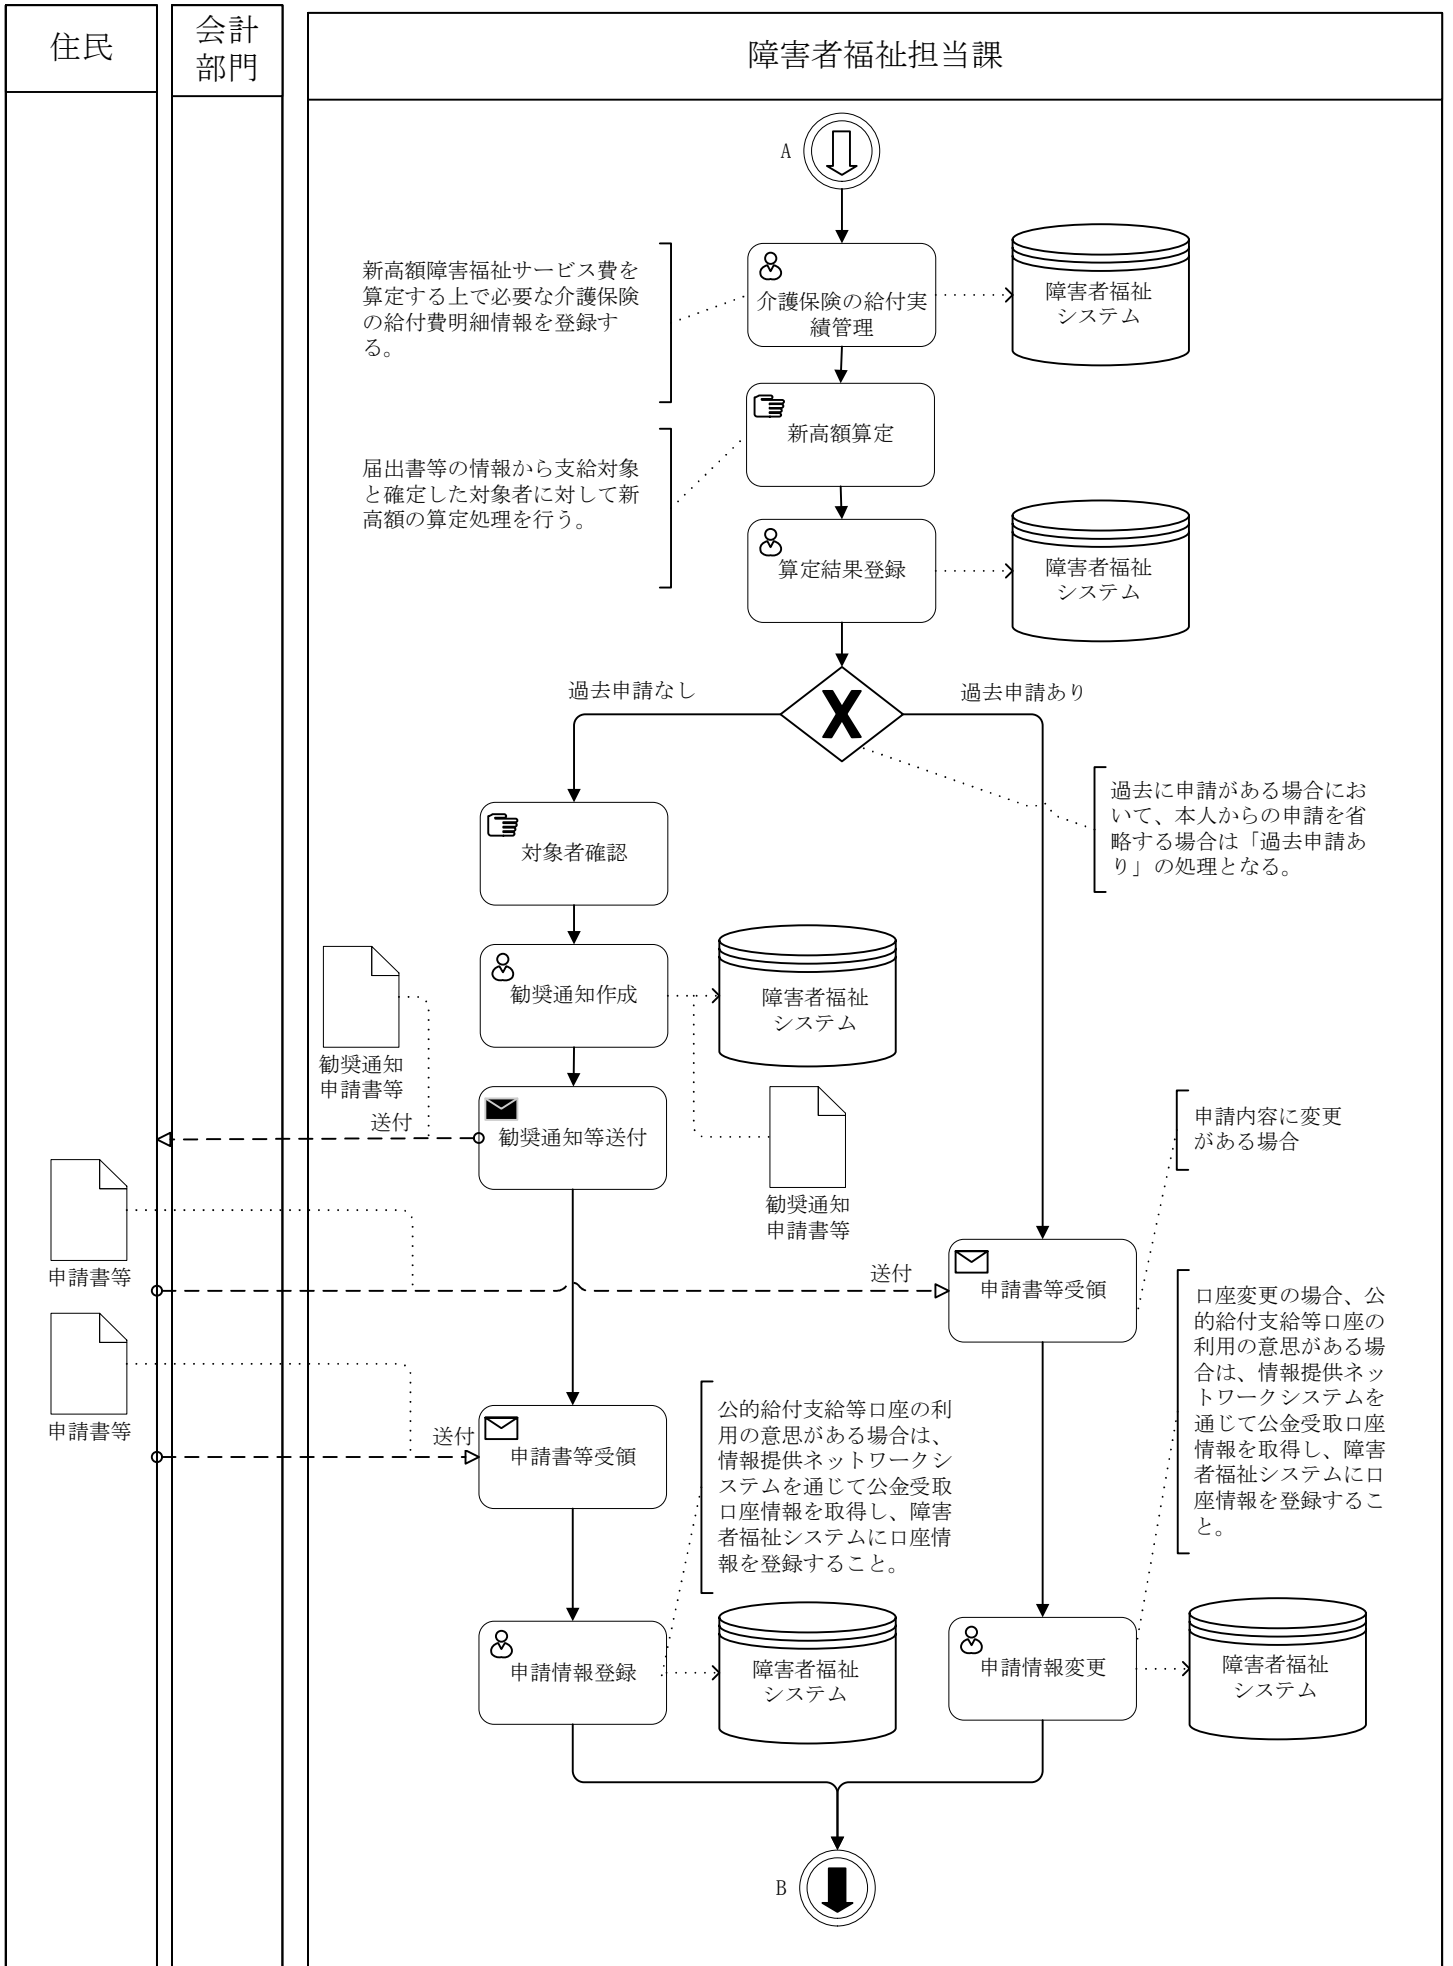 住民
会計
部門
障害者福祉担当課
A
新高額障害福祉サービス費を
算定する上で必要な介護保険
の給付費明細情報を登録す
る。
介護保険の給付実
績管理
障害者福祉
システム
届出書等の情報から支給対象
と確定した対象者に対して新
高額の算定処理を行う。
新高額算定
算定結果登録
障害者福祉
システム
過去申請なし
過去申請あり
X
過去に申請がある場合にお
いて、本人からの申請を省
略する場合は「過去申請あ
り」の処理となる。
対象者確認
勧奨通知作成
障害者福祉
システム
勧奨通知
申請書等
送付
勧奨通知等送付
勧奨通知
申請書等
申請内容に変更
がある場合
申請書等
送付
申請書等受領
口座変更の場合、公
的給付支給等口座の
利用の意思がある場
合は、情報提供ネッ
トワークシステムを
通じて公金受取口座
情報を取得し、障害
者福祉システムに口
座情報を登録するこ
と。
申請書等
送付
申請書等受領
公的給付支給等口座の利
用の意思がある場合は、
情報提供ネットワークシ
ステムを通じて公金受取
口座情報を取得し、障害
者福祉システムに口座情
報を登録すること。
申請情報登録
障害者福祉
システム
申請情報変更
障害者福祉
システム
B